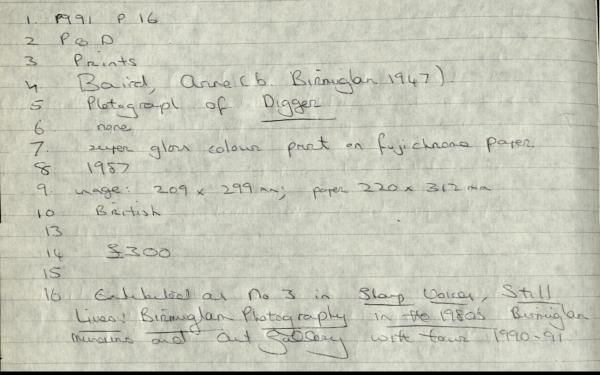 1. P991 P 16
2 P & D
3 Prints
4. Baird, Anne (b. Birmingham 1947)
5 Photograph of Digger
6 none
7. super gloss colour print on fujichrome paper
8 1987
9. image: 209 x 299 mm; paper 220 x 312 mm
10 British
13
14 £300
15
16 Exhibited as No 3 in Sharp Voices, Still
Lives: Birmingham Photography in the 1980s Birmingham
Museums and Art Gallery with tour 1990-91